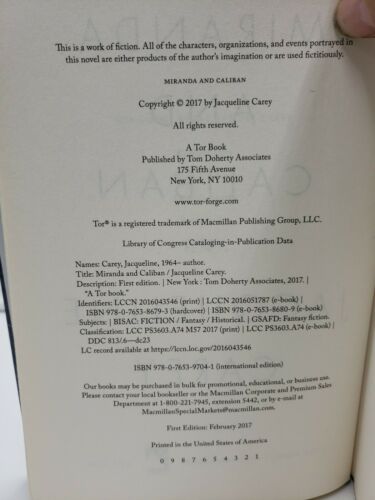 This is a work of fiction. All of the characters, organizations, and events portrayed in
this novel are either products of the author's imagination or are used fictitiously.
MIRANDA AND CALIBAN
Copyright © 2017 by Jacqueline Carey
All rights reserved.
A Tor Book
Published by Tom Doherty Associates
175 Fifth Avenue
New York, NY 10010
www.tor-forge.com
Tor® is a registered trademark of Macmillan Publishing Group, LLC.
Library of Congress Cataloging-in-Publication Data
Names: Carey, Jacqueline, 1964– author.
Title: Miranda and Caliban / Jacqueline Carey.
Description: First edition. | New York : Tom Doherty Associates, 2017. |
"A Tor book."
Identifiers: LCCN 2016043546 (print) | LCCN 2016051787 (e-book) |
ISBN 978-0-7653-8679-3 (hardcover) | ISBN 978-0-7653-8680-9 (e-book)
Subjects: | BISAC: FICTION / Fantasy / Historical. | GSAFD: Fantasy fiction.
Classification: LCC PS3603.A74 M57 2017 (print) | LCC PS3603.A74 (e-book) |
DDC 813/.6—dc23
LC record available at https://lccn.loc.gov/2016043546
ISBN 978-0-7653-9704-1 (international edition)
Our books may be purchased in bulk for promotional, educational, or business use.
Please contact your local bookseller or the Macmillan Corporate and Premium Sales
Department at 1-800-221-7945, extension 5442, or by e-mail at
MacmillanSpecialMarkets@macmillan.com.
First Edition: February 2017
Printed in the United States of America
0 9 8 7 6 5 4 3 2 1